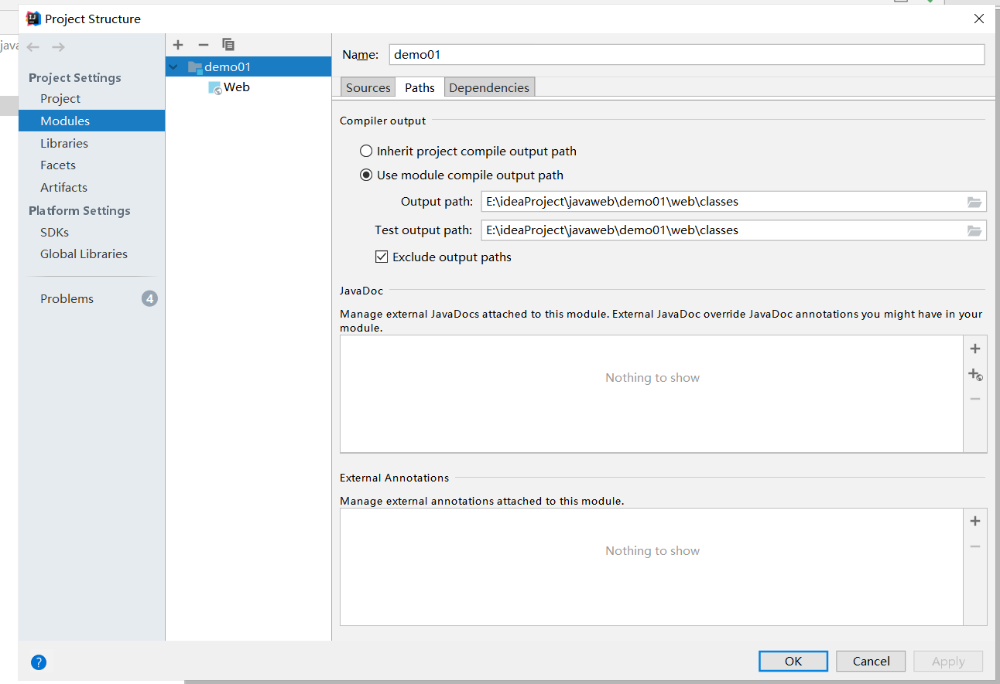 Project Structure
java
Project Settings
Project
Modules
Libraries
Facets
Artifacts
Platform Settings
SDKs
Global Libraries
Problems
4
demo01
Web
Name:
demo01
Sources
Paths
Dependencies
Compiler output
Inherit project compile output path
Use module compile output path
Output path:
E:\ideaProject\javaweb\demo01\web\classes
Test output path:
E:\ideaProject\javaweb\demo01\web\classes
Exclude output paths
JavaDoc
Manage external JavaDocs attached to this module. External JavaDoc override JavaDoc annotations you might have in your
module.
Nothing to show
External Annotations
Manage external annotations attached to this module.
Nothing to show
?
OK
Cancel
Apply